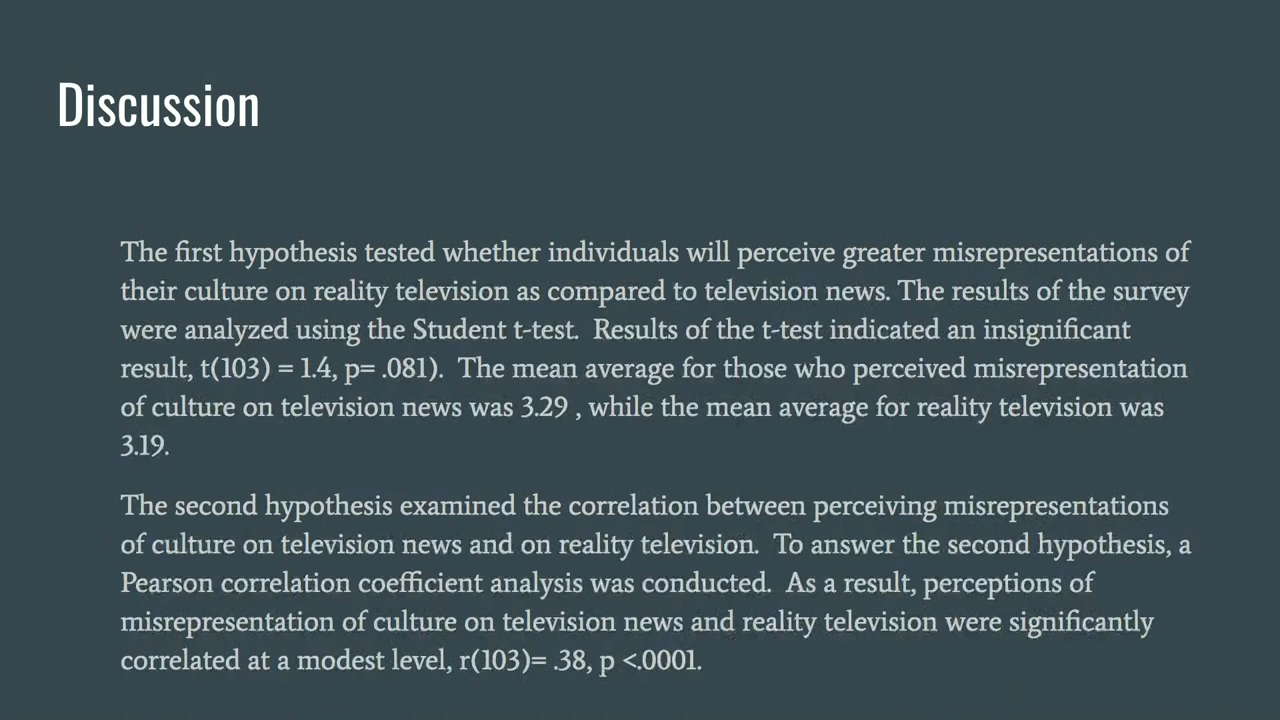 Discussion
The first hypothesis tested whether individuals will perceive greater misrepresentations of
their culture on reality television as compared to television news. The results of the survey
were analyzed using the Student t-test.  Results of the t-test indicated an insignificant
result, t(103) = 1.4, p= .081).  The mean average for those who perceived misrepresentation
of culture on television news was 3.29 , while the mean average for reality television was
3.19.
The second hypothesis examined the correlation between perceiving misrepresentations
of culture on television news and on reality television.  To answer the second hypothesis, a
Pearson correlation coefficient analysis was conducted.  As a result, perceptions of
misrepresentation of culture on television news and reality television were significantly
correlated at a modest level, r(103)= .38, p <.0001.